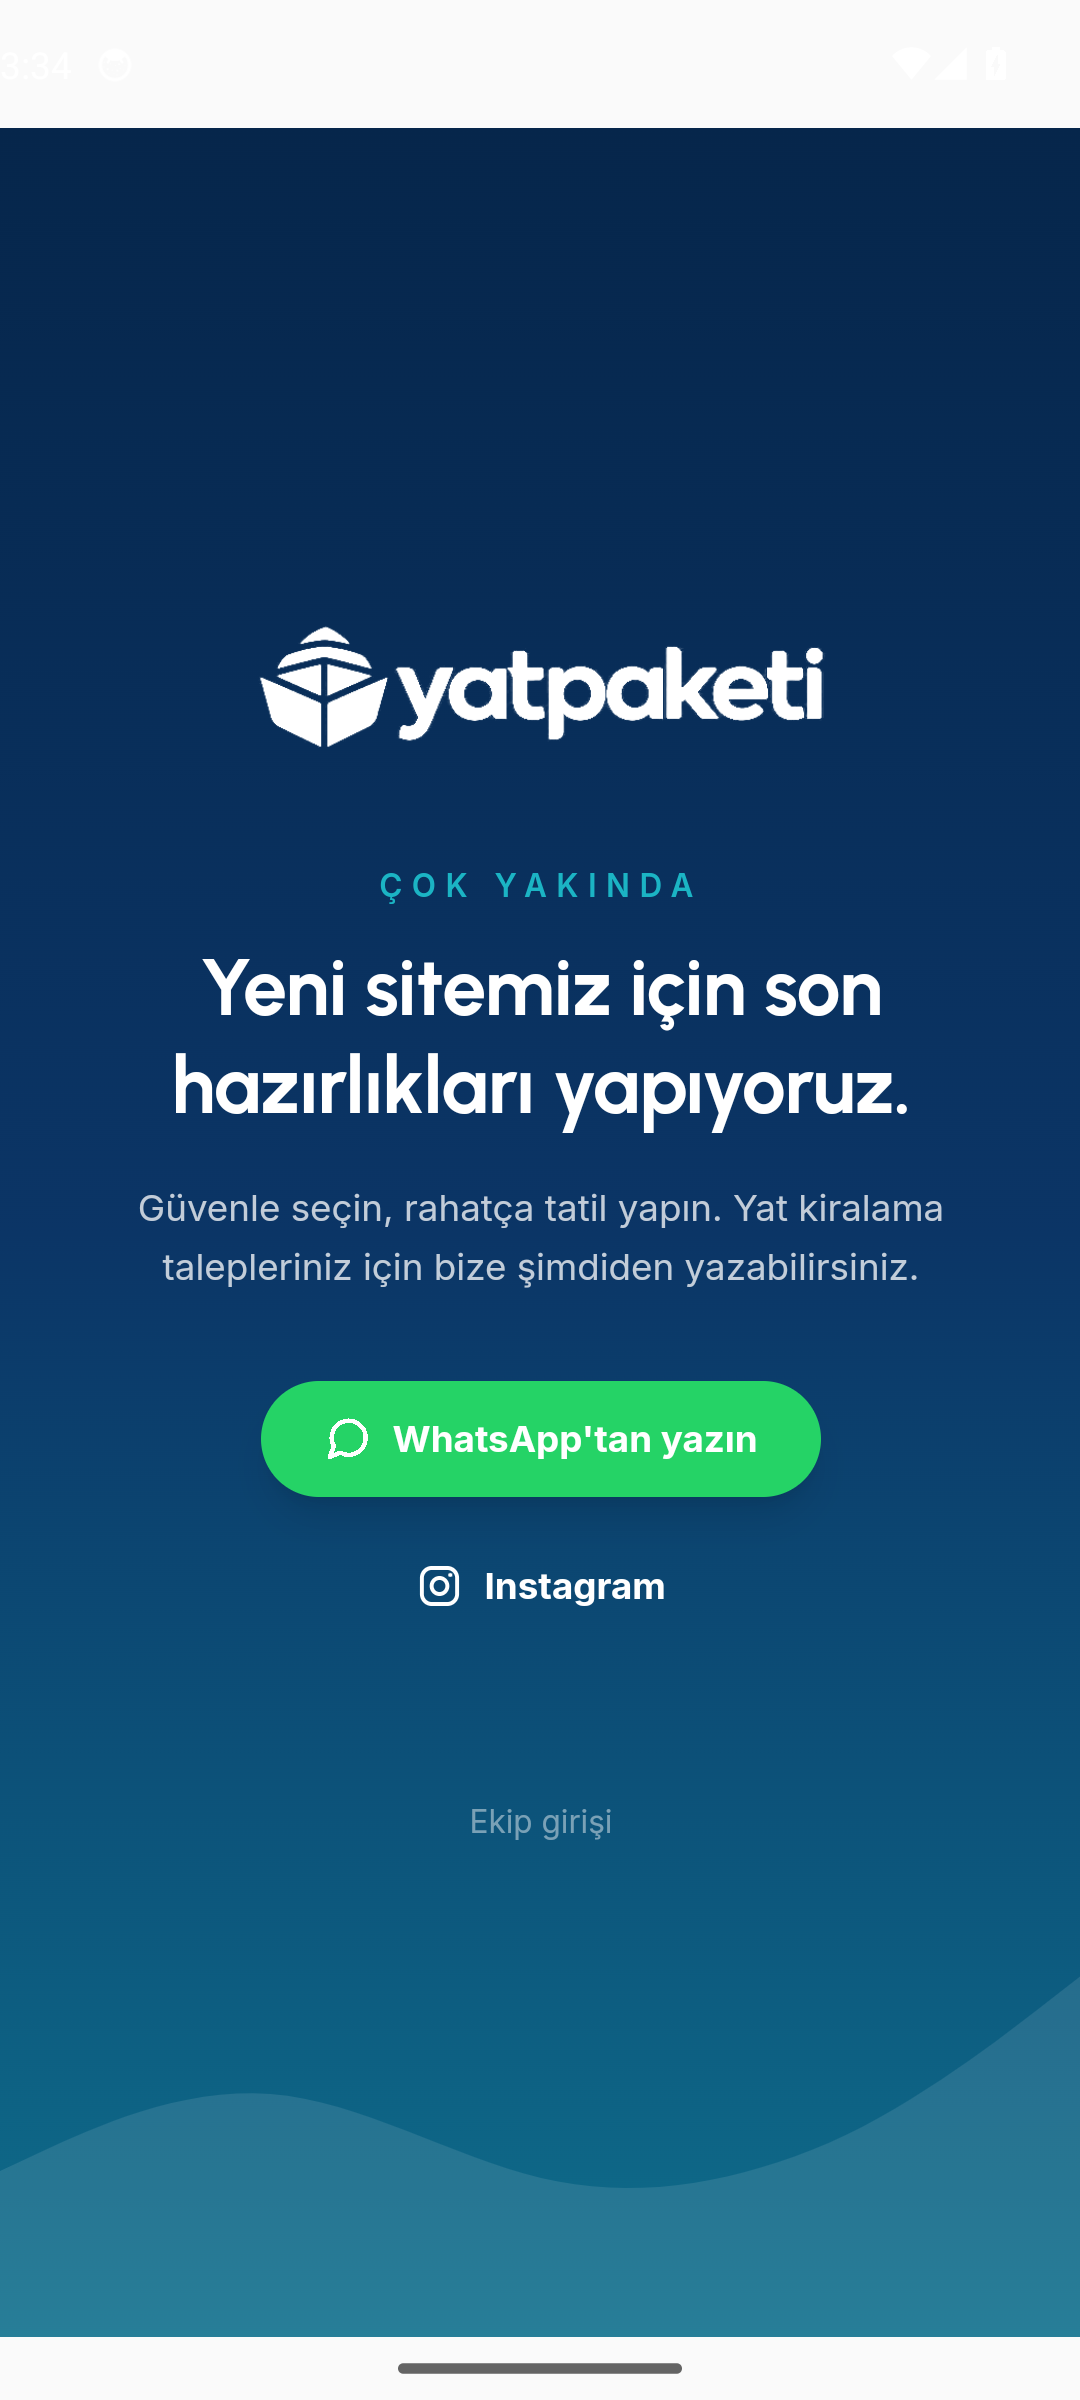 3:34
yatpaketi
ÇOK YAKINDA
Yeni sitemiz için son
hazırlıkları yapıyoruz.
Güvenle seçin, rahatça tatil yapın. Yat kiralama
talepleriniz için bize şimdiden yazabilirsiniz.
WhatsApp'tan yazın
Instagram
Ekip girişi